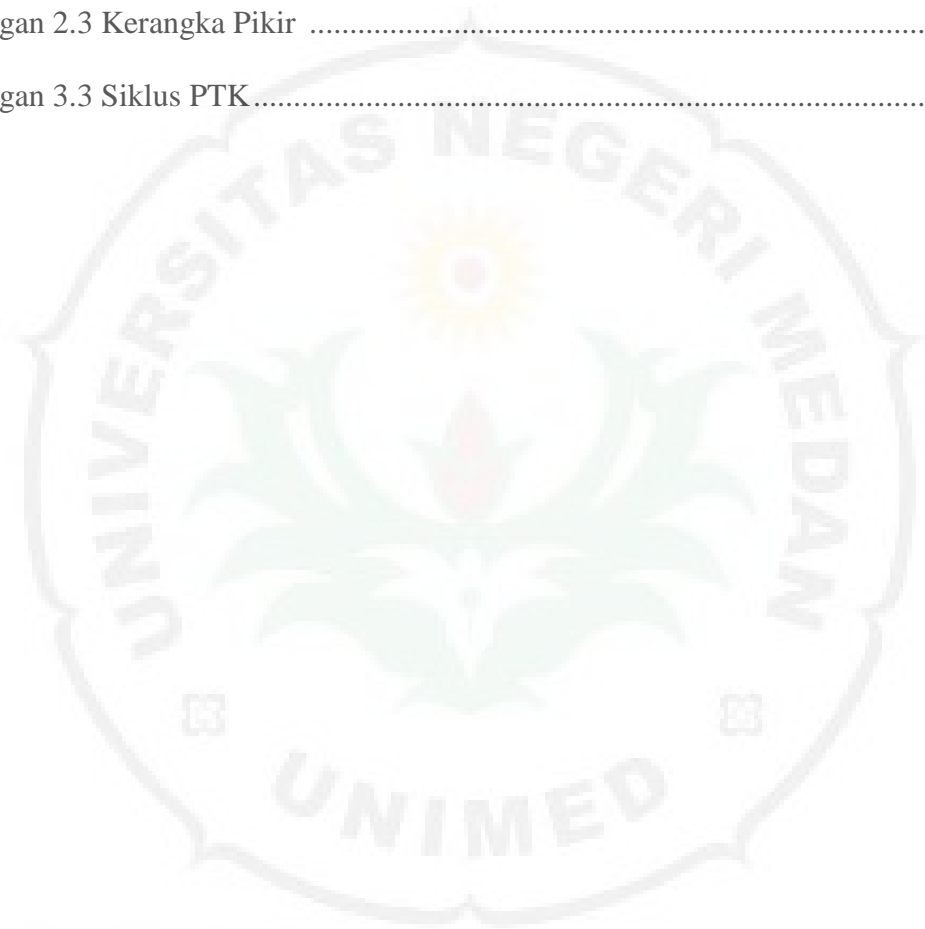 gan 2.3 Kerangka Pikir ......................................................................
gan 3.3 Siklus PTK............................................................................
UNIVERSITAS NEGERI MEDAN
UNIMED